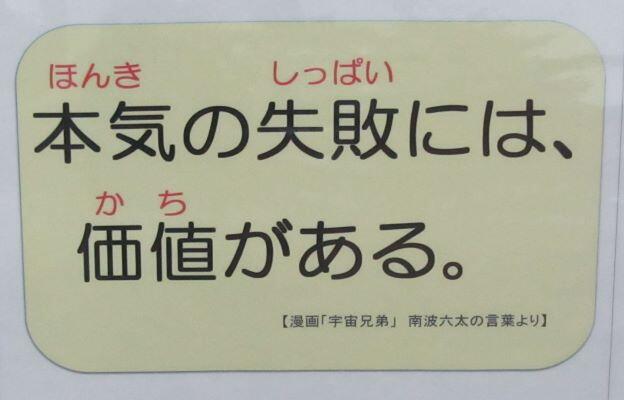 ほんき しっぱい
本気の失敗には、
かち
価値がある。
【漫画「宇宙兄弟」 南波六太の言葉より】